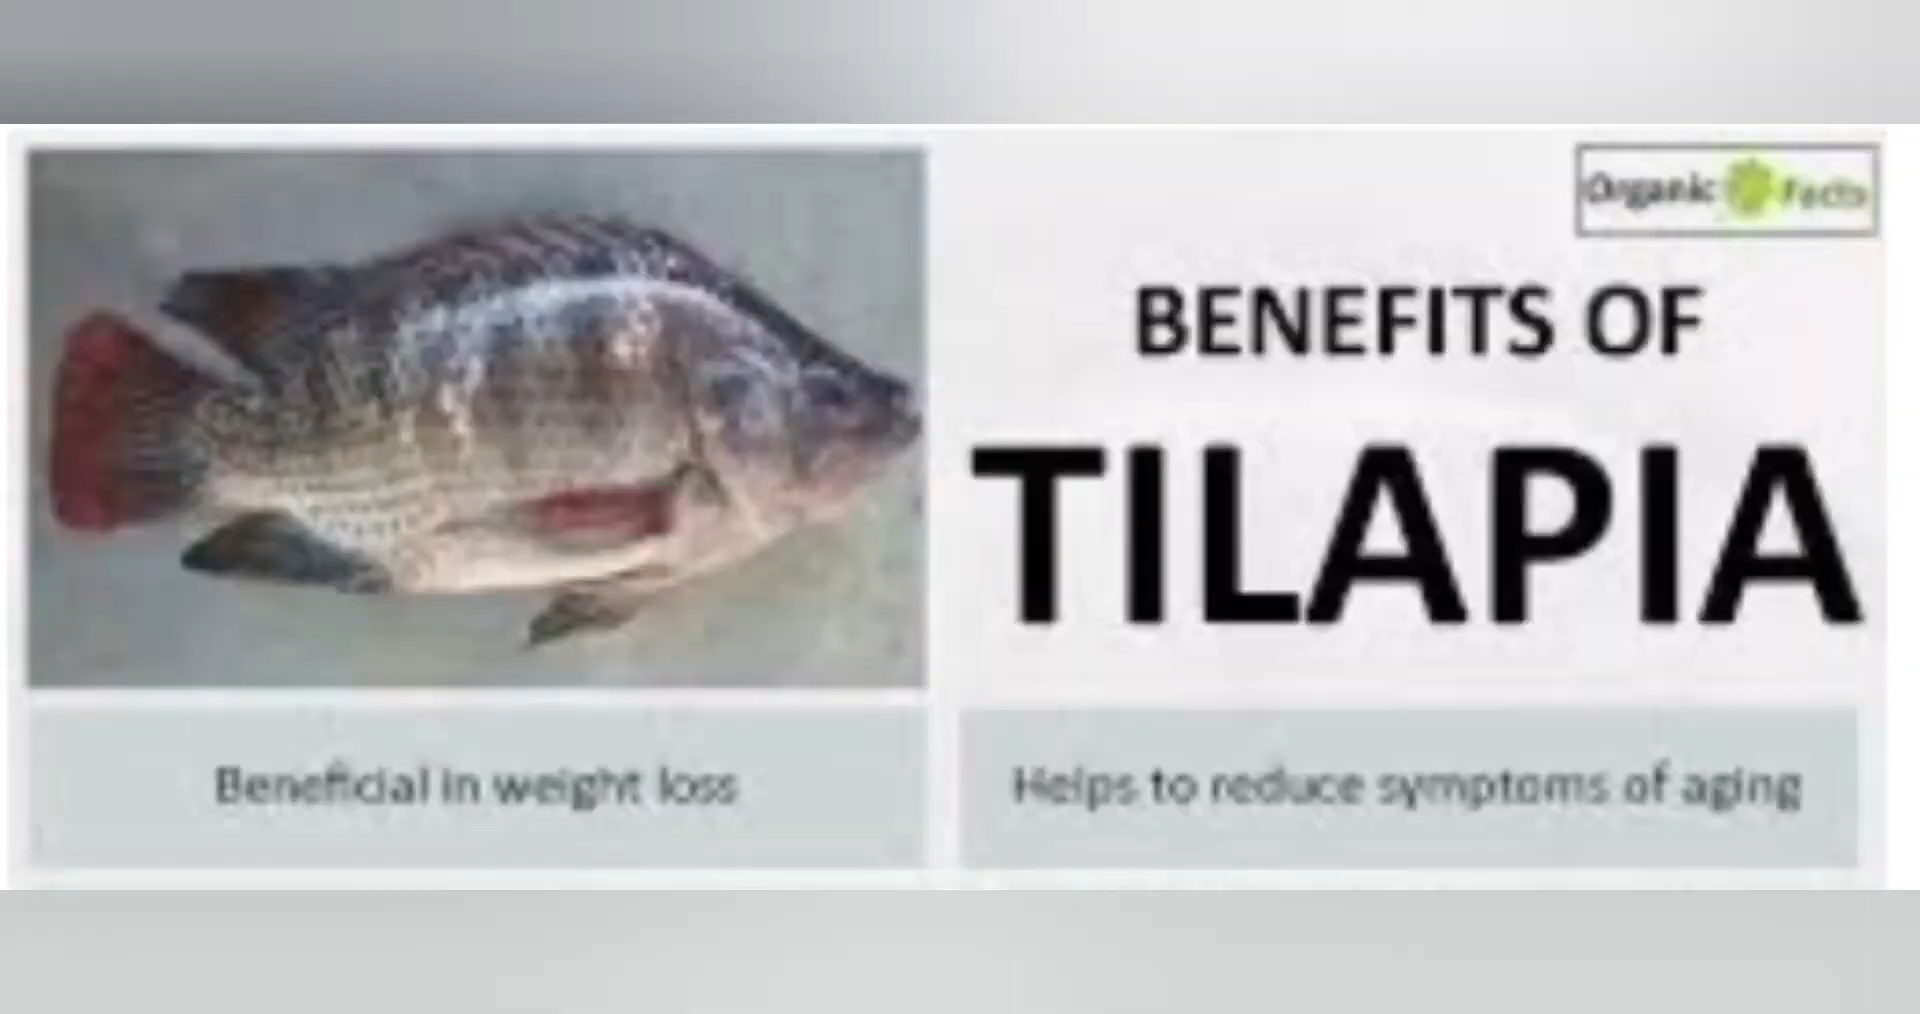 Organic Facts
BENEFITS OF
TILAPIA
Beneficial in weight loss
Helps to reduce symptoms of aging